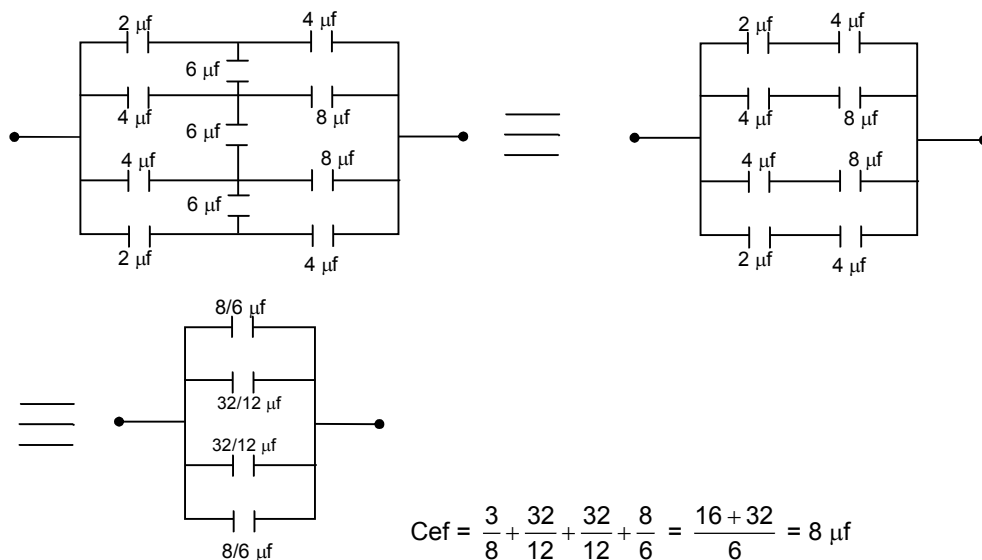 2 μf 4 μf
6 μf
4 μf 8 μf
6 μf
4 μf 8 μf
6 μf
2 μf 4 μf
2 μf 4 μf
4 μf 8 μf
4 μf 8 μf
2 μf 4 μf
8/6 μf
32/12 μf
32/12 μf
8/6 μf
Cef = 3/8 + 32/12 + 32/12 + 8/6 = (16 + 32)/6 = 8 μf